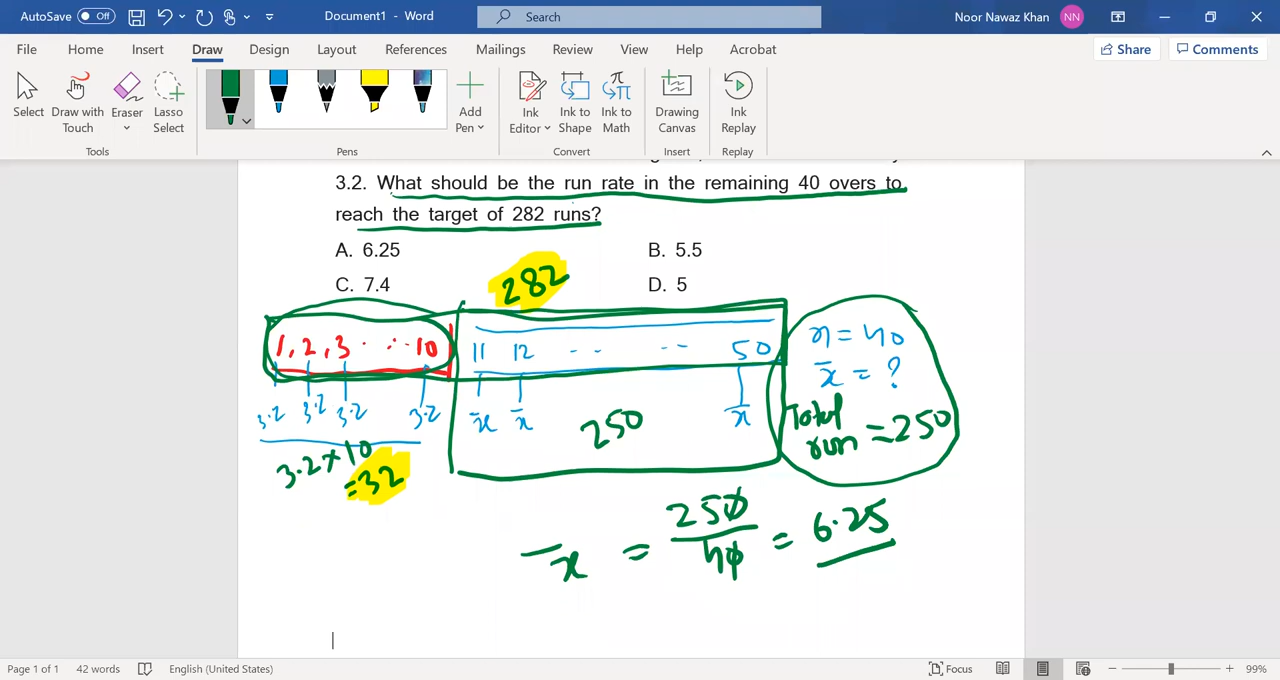 AutoSave Off Document1 - Word Search Noor Nawaz Khan NN
File Home Insert Draw Design Layout References Mailings Review View Help Acrobat Share Comments
Select Draw with Touch Eraser Lasso Select Add Pen Ink Editor Ink to Shape Ink to Math Drawing Canvas Ink Replay
Tools Pens Convert Insert Replay
3.2. What should be the run rate in the remaining 40 overs to
reach the target of 282 runs?
A. 6.25 B. 5.5
C. 7.4 D. 5
282
1, 2, 3 ... 10 11 12 -- -- 50
n = 40
x̄ = ?
Total run = 250
3.2 3.2 3.2 3.2 x̄ x̄ x̄
250
3.2 × 10
= 32
x̄ = 250/40 = 6.25
Page 1 of 1 42 words English (United States) Focus 99%